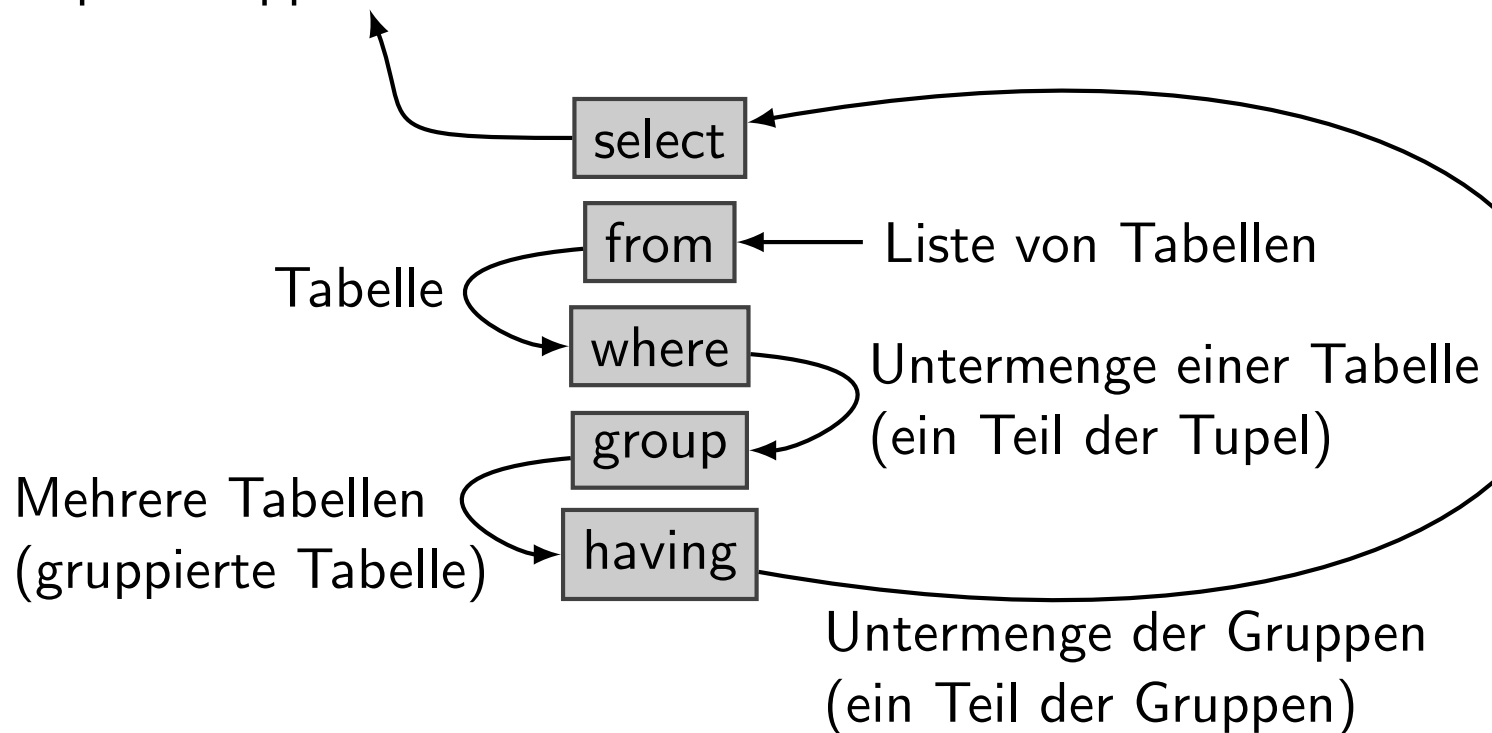 select
from
Liste von Tabellen
Tabelle
where
Untermenge einer Tabelle
(ein Teil der Tupel)
group
Mehrere Tabellen
(gruppierte Tabelle)
having
Untermenge der Gruppen
(ein Teil der Gruppen)